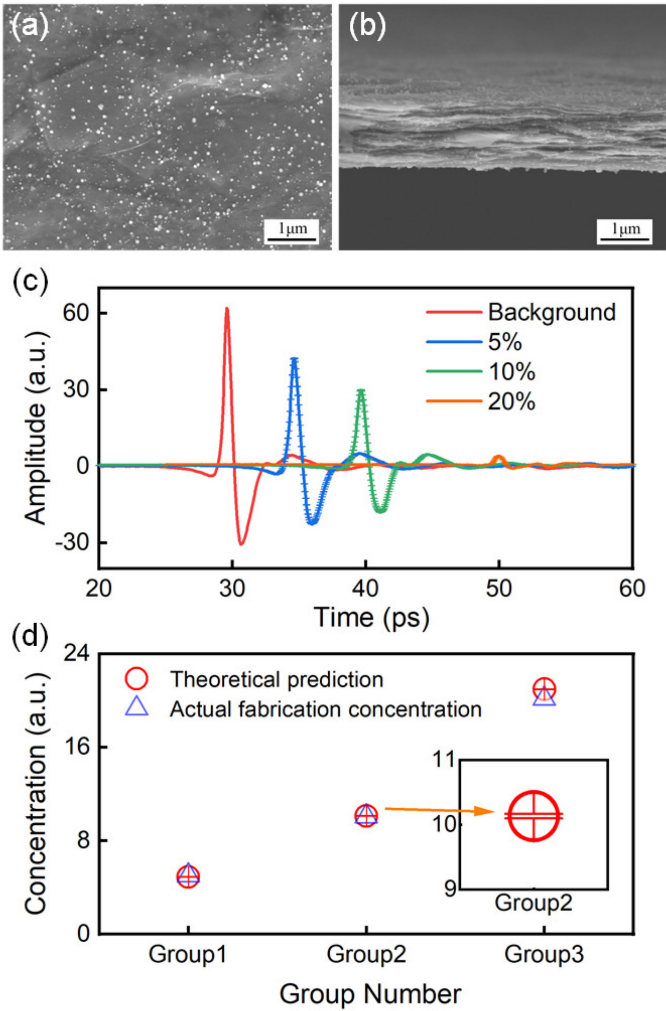 (a)
1μm
(b)
1μm
(c)
Amplitude (a.u.)
60
30
0
-30
Background
5%
10%
20%
20
30
40
50
60
Time (ps)
(d)
Concentration (a.u.)
24
16
8
0
Theoretical prediction
Actual fabrication concentration
11
10
9
Group2
Group1
Group2
Group3
Group Number